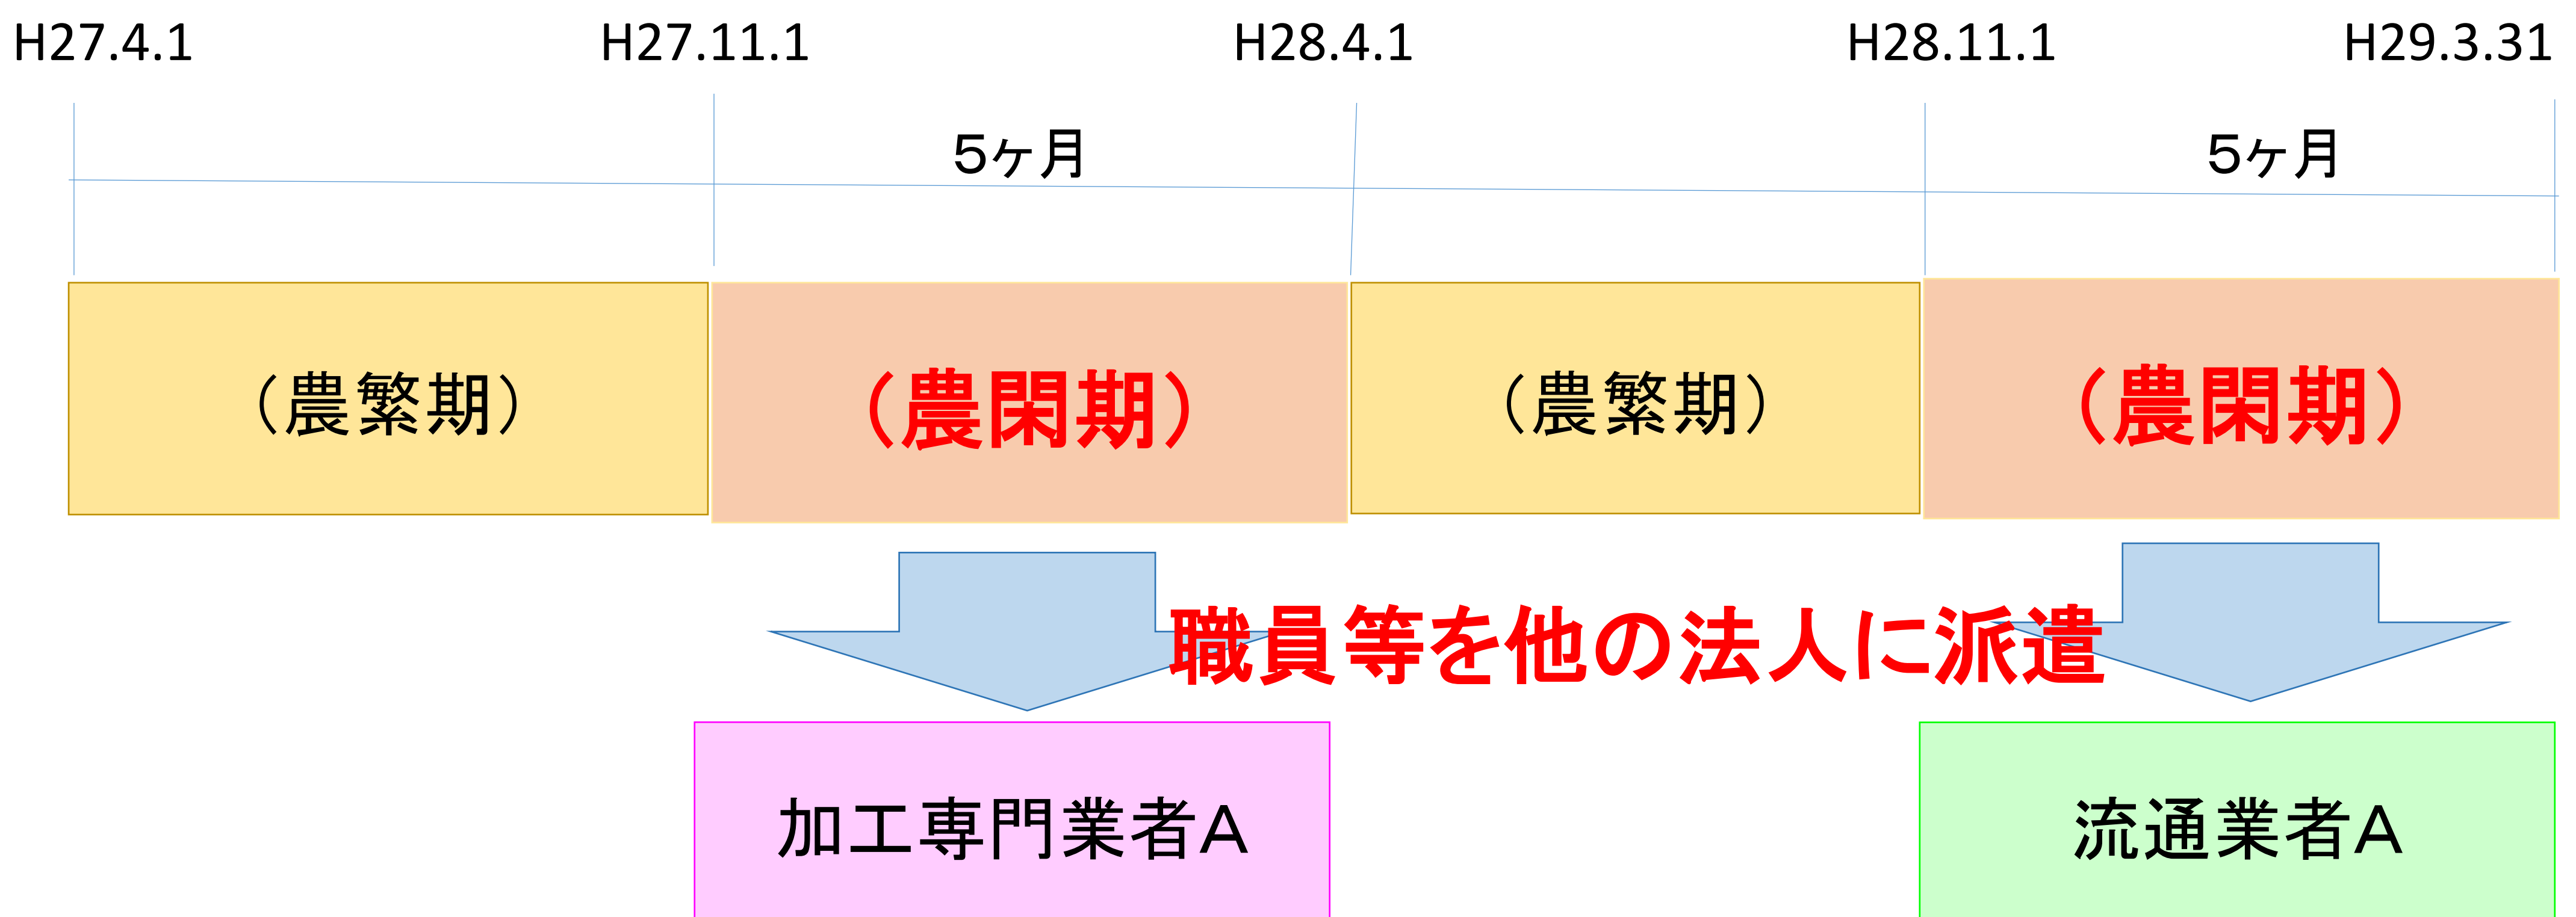 H27.4.1
H27.11.1
H28.4.1
H28.11.1
H29.3.31
5ヶ月
5ヶ月
（農繁期）
（農閑期）
（農繁期）
（農閑期）
職員等を他の法人に派遣
加工専門業者A
流通業者A